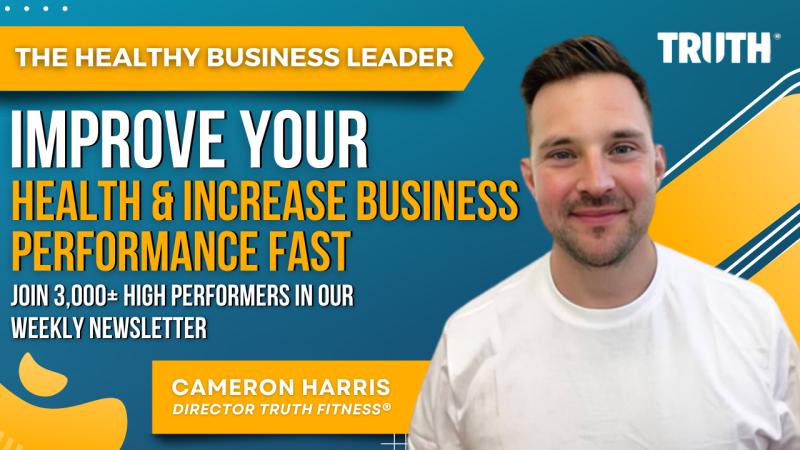 THE HEALTHY BUSINESS LEADER
TRUTH®
IMPROVE YOUR
HEALTH & INCREASE BUSINESS
PERFORMANCE FAST
JOIN 3,000± HIGH PERFORMERS IN OUR
WEEKLY NEWSLETTER
CAMERON HARRIS
DIRECTOR TRUTH FITNESS®